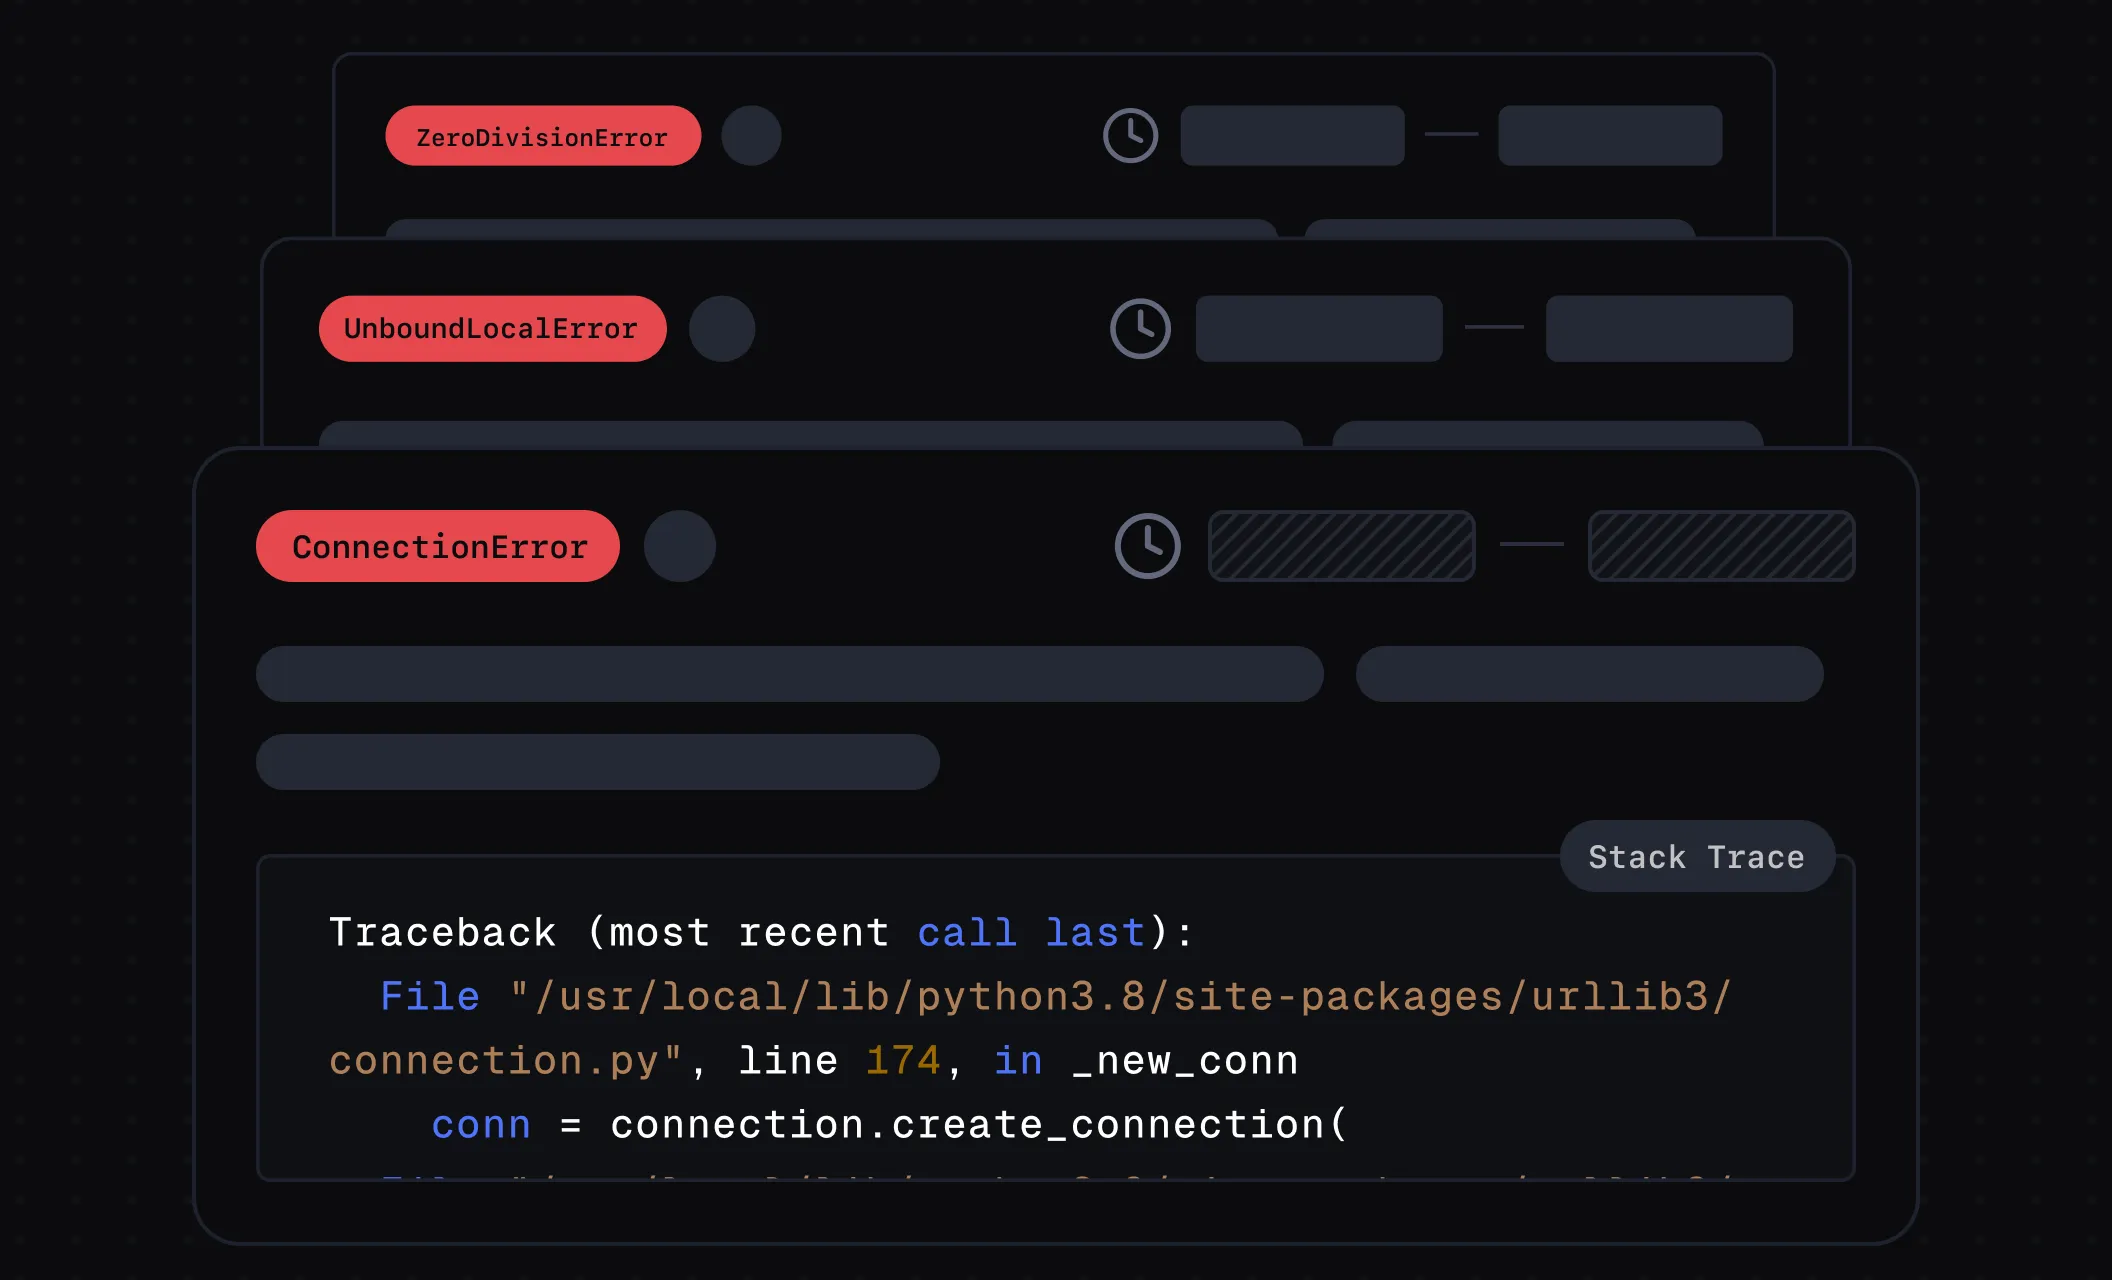 ZeroDivisionError
UnboundLocalError
ConnectionError
Stack Trace
Traceback (most recent call last):
  File "/usr/local/lib/python3.8/site-packages/urllib3/
connection.py", line 174, in _new_conn
    conn = connection.create_connection(